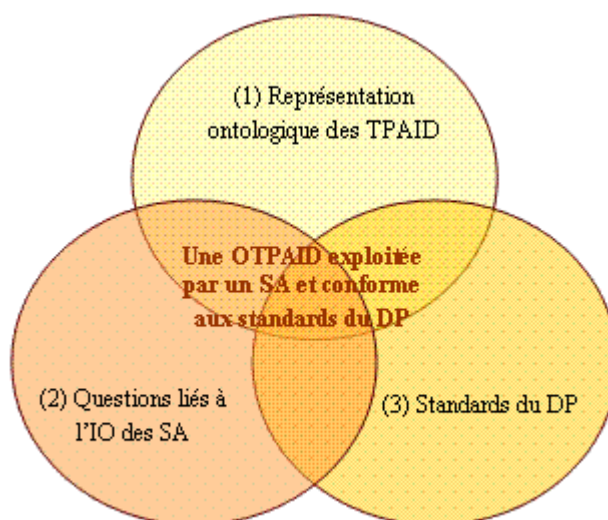 (1) Représentation
ontologique des TPAID
Une OTPAID exploitée
par un SA et conforme
aux standards du DP
(2) Questions liés à
l'IO des SA
(3) Standards du DP